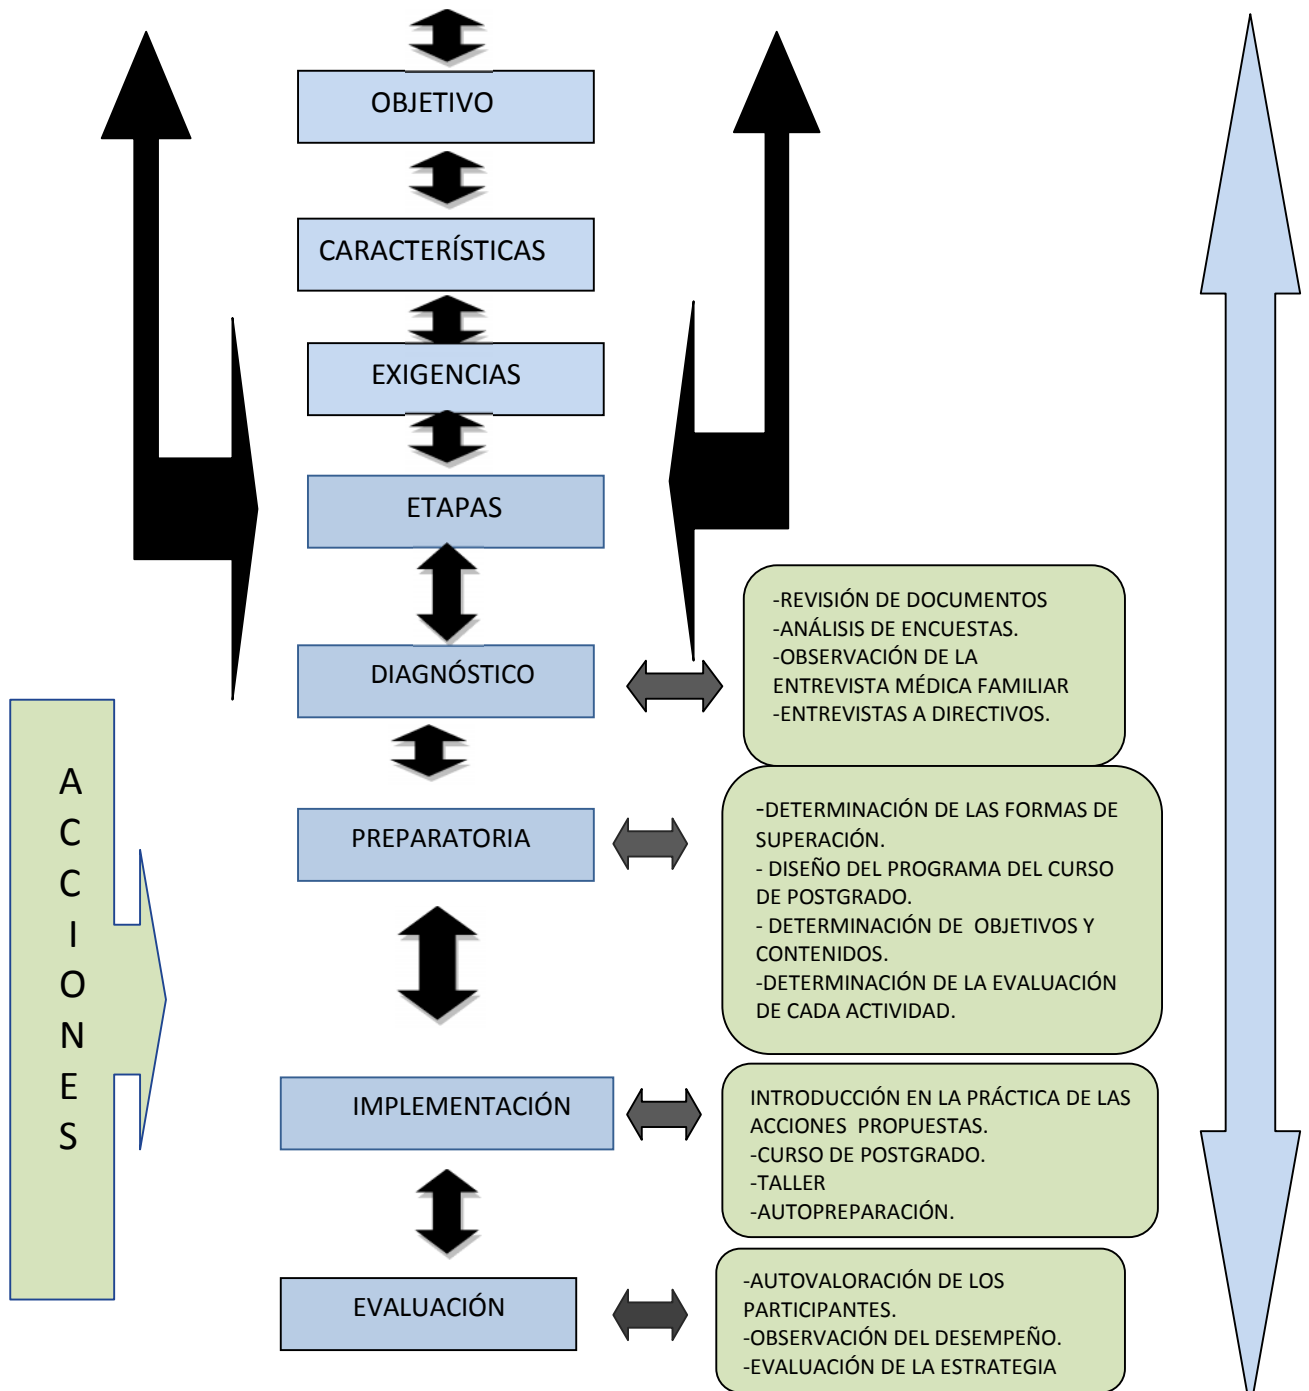 OBJETIVO
CARACTERÍSTICAS
EXIGENCIAS
ETAPAS
DIAGNÓSTICO
-REVISIÓN DE DOCUMENTOS
-ANÁLISIS DE ENCUESTAS.
-OBSERVACIÓN DE LA
ENTREVISTA MÉDICA FAMILIAR
-ENTREVISTAS A DIRECTIVOS.
A
C
C
I
O
N
E
S
PREPARATORIA
-DETERMINACIÓN DE LAS FORMAS DE
SUPERACIÓN.
- DISEÑO DEL PROGRAMA DEL CURSO
DE POSTGRADO.
- DETERMINACIÓN DE OBJETIVOS Y
CONTENIDOS.
-DETERMINACIÓN DE LA EVALUACIÓN
DE CADA ACTIVIDAD.
IMPLEMENTACIÓN
INTRODUCCIÓN EN LA PRÁCTICA DE LAS
ACCIONES PROPUESTAS.
-CURSO DE POSTGRADO.
-TALLER
-AUTOPREPARACIÓN.
EVALUACIÓN
-AUTOVALORACIÓN DE LOS
PARTICIPANTES.
-OBSERVACIÓN DEL DESEMPEÑO.
-EVALUACIÓN DE LA ESTRATEGIA